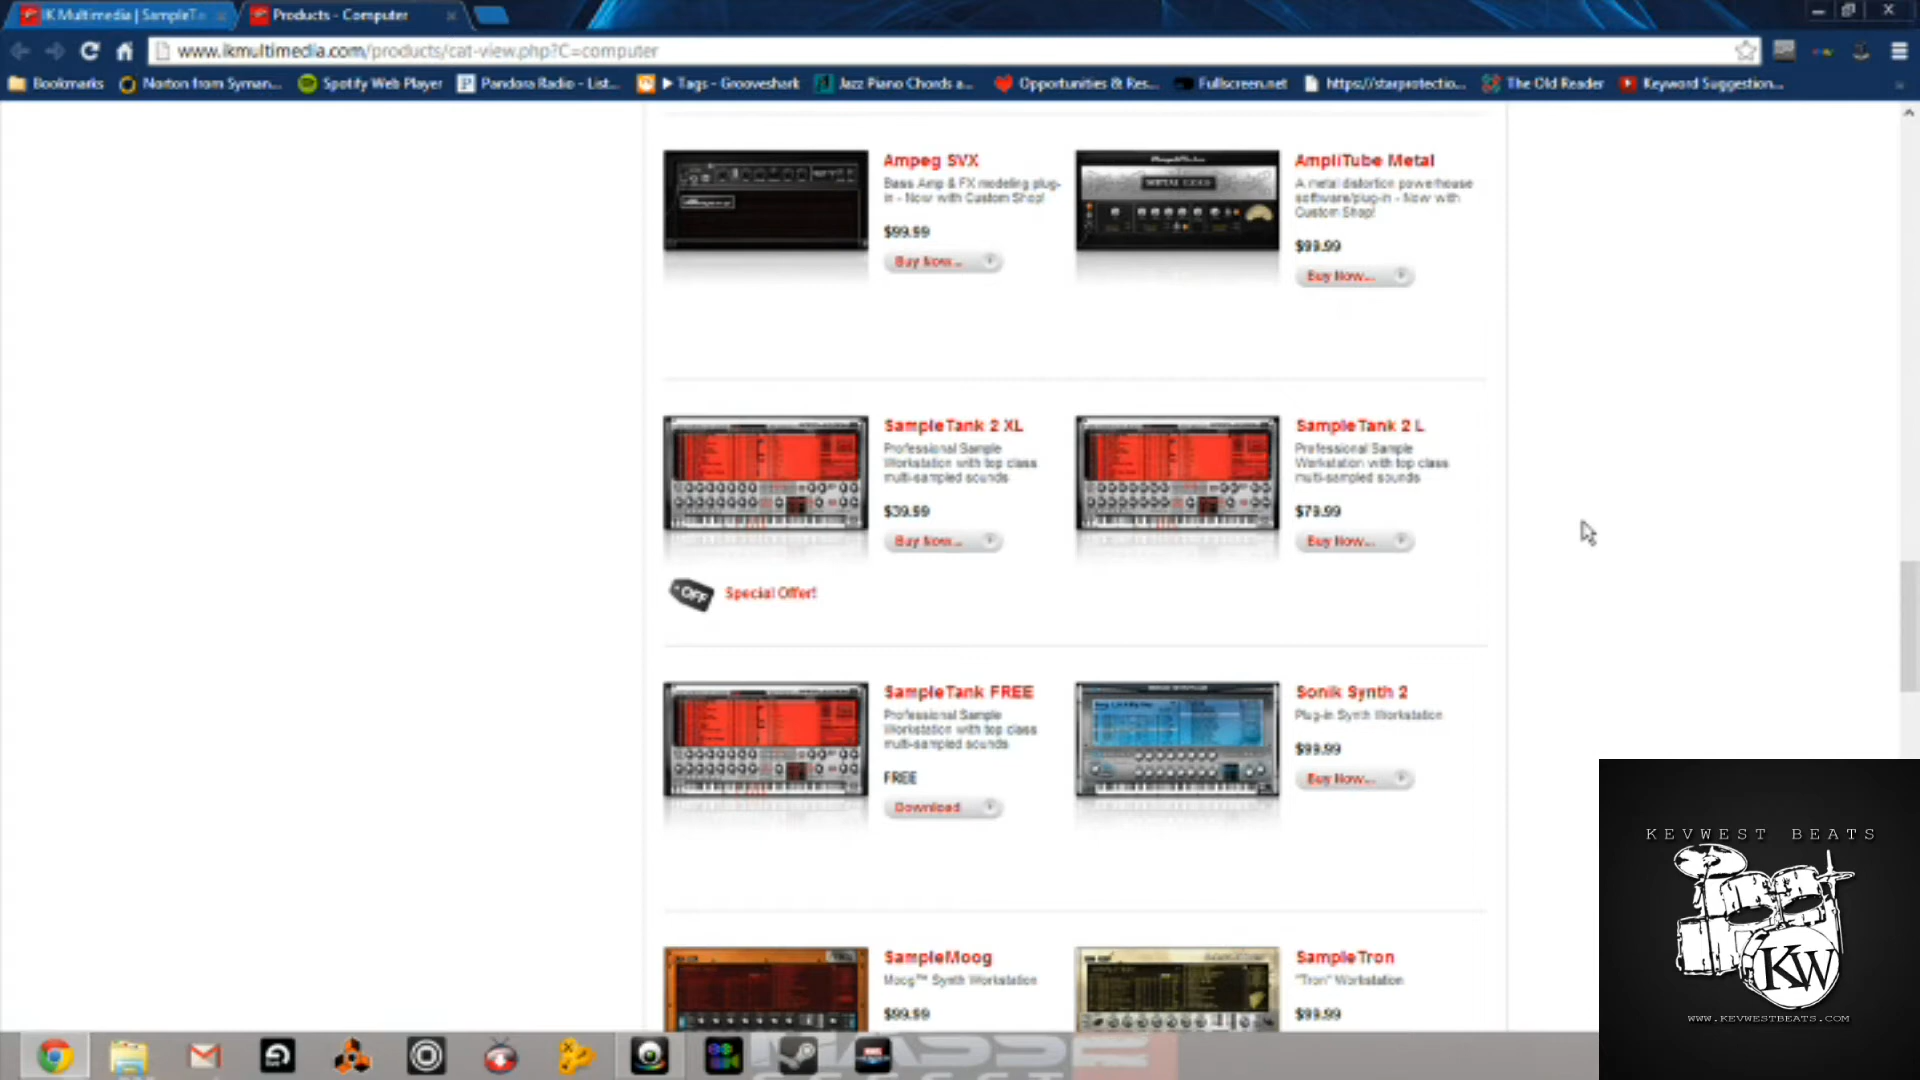 IK Multimedia | SampleTa
Products - Computer
www.ikmultimedia.com/products/cat-view.php?C=computer
Bookmarks
Norton from Syman...
Spotify Web Player
Pandora Radio - List...
▶ Tags - Grooveshark
Jazz Piano Chords a...
Opportunities & Res...
Fullscreen.net
https://starprotectio...
The Old Reader
Keyword Suggestion...
Ampeg SVX
Bass Amp & FX modeling plug-
in - Now with Custom Shop!
$99.99
Buy Now...
AmpliTube Metal
A metal distortion powerhouse
software/plug-in - Now with
Custom Shop!
$99.99
Buy Now...
SampleTank 2 XL
Professional Sample
Workstation with top class
multi-sampled sounds
$39.99
Buy Now...
OFF
Special Offer!
SampleTank 2 L
Professional Sample
Workstation with top class
multi-sampled sounds
$79.99
Buy Now...
SampleTank FREE
Professional Sample
Workstation with top class
multi-sampled sounds
FREE
Download
Sonik Synth 2
Plug-in Synth Workstation
$99.99
Buy Now...
SampleMoog
Moog™ Synth Workstation
$99.99
SampleTron
"Tron" Workstation
$99.99
KEVWEST BEATS
KW
WWW.KEVWESTBEATS.COM